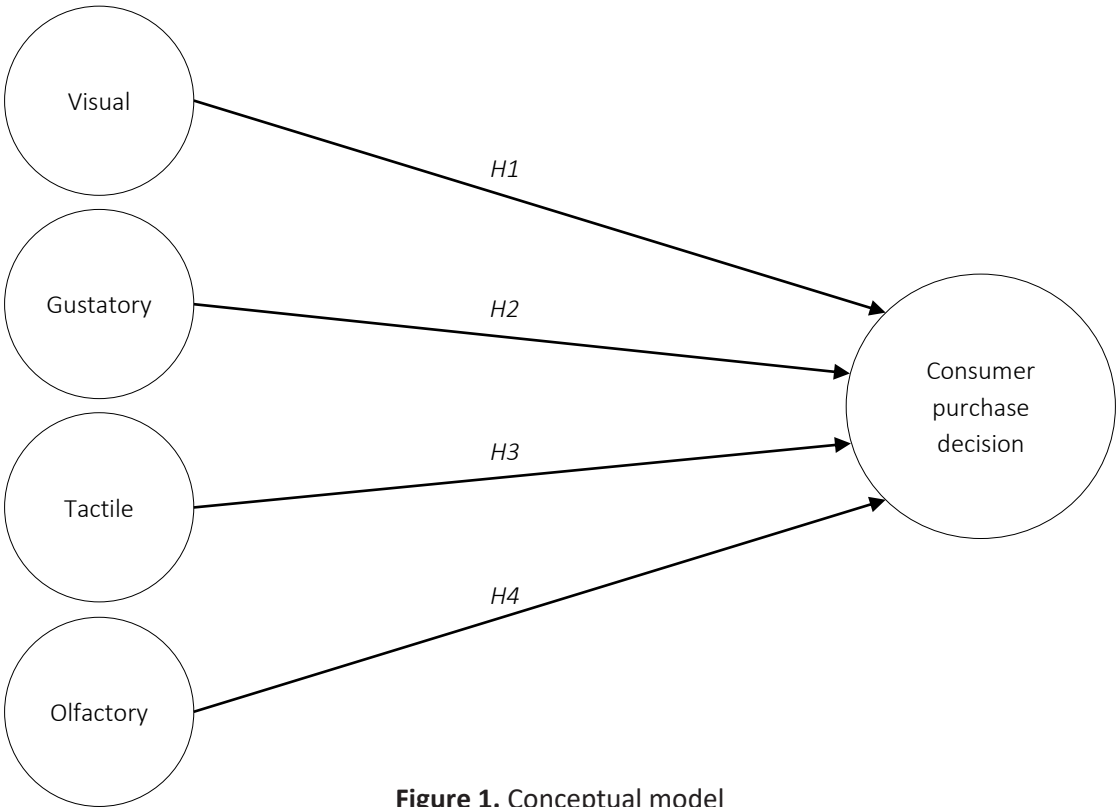 Visual
H1
Gustatory
H2
Consumer
purchase
decision
H3
Tactile
H4
Olfactory
Figure 1. Conceptual model